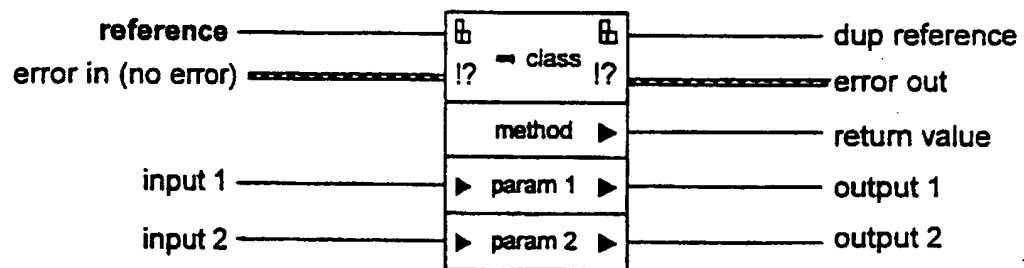 reference
dup reference
error in (no error)
!?
class
!?
error out
method
return value
input 1
param 1
output 1
input 2
param 2
output 2